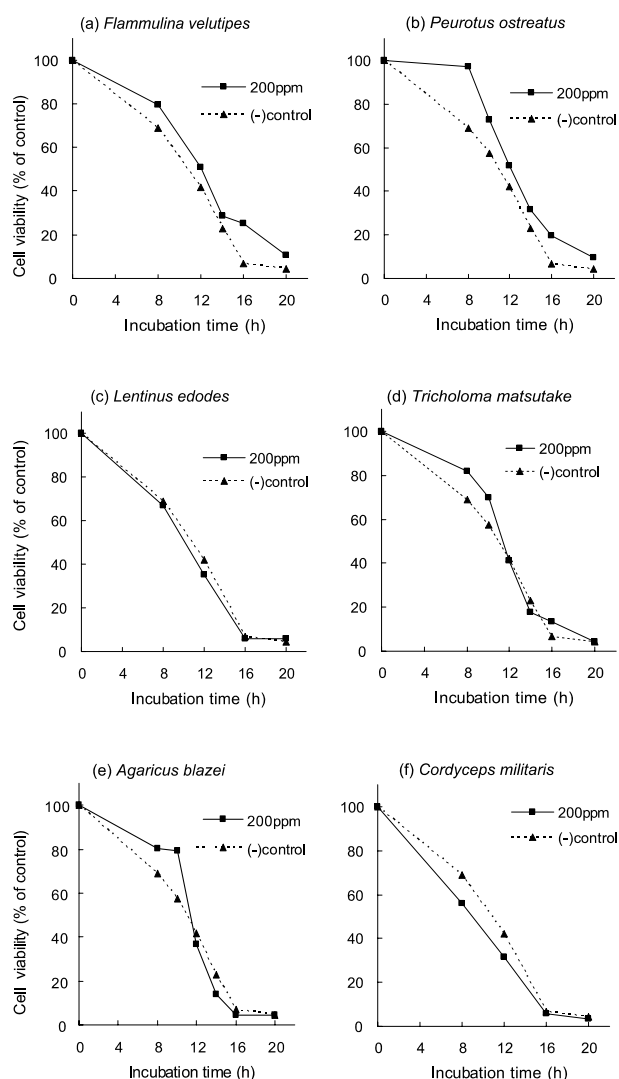 (a) Flammulina velutipes
Cell viability (% of control)
100
80
60
40
20
0
200ppm
(-)control
0 4 8 12 16 20
Incubation time (h)
(b) Peurotus ostreatus
100
80
60
40
20
0
200ppm
(-)control
0 4 8 12 16 20
Incubation time (h)
(c) Lentinus edodes
Cell viability (% of control)
100
80
60
40
20
0
200ppm
(-)control
0 4 8 12 16 20
Incubation time (h)
(d) Tricholoma matsutake
100
80
60
40
20
0
200ppm
(-)control
0 4 8 12 16 20
Incubation time (h)
(e) Agaricus blazei
Cell viability (% of control)
100
80
60
40
20
0
200ppm
(-)control
0 4 8 12 16 20
Incubation time (h)
(f) Cordyceps militaris
100
80
60
40
20
0
200ppm
(-)control
0 4 8 12 16 20
Incubation time (h)